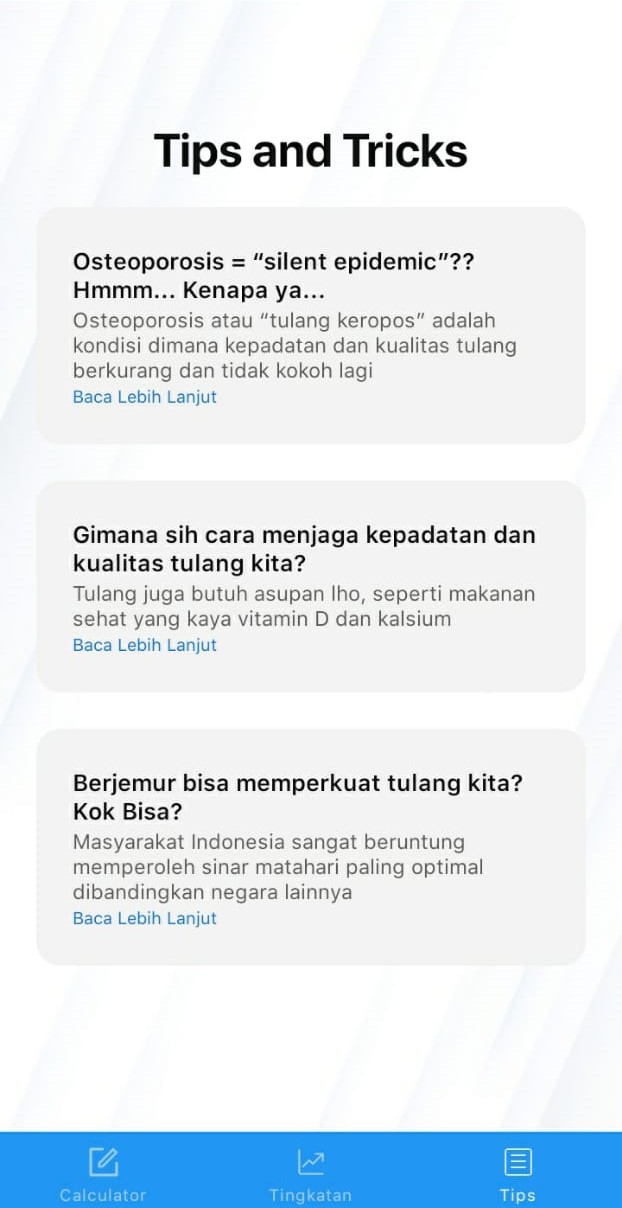 Tips and Tricks
Osteoporosis = “silent epidemic”??
Hmmm... Kenapa ya...
Osteoporosis atau “tulang keropos” adalah
kondisi dimana kepadatan dan kualitas tulang
berkurang dan tidak kokoh lagi
Baca Lebih Lanjut
Gimana sih cara menjaga kepadatan dan
kualitas tulang kita?
Tulang juga butuh asupan lho, seperti makanan
sehat yang kaya vitamin D dan kalsium
Baca Lebih Lanjut
Berjemur bisa memperkuat tulang kita?
Kok Bisa?
Masyarakat Indonesia sangat beruntung
memperoleh sinar matahari paling optimal
dibandingkan negara lainnya
Baca Lebih Lanjut
Calculator
Tingkatan
Tips